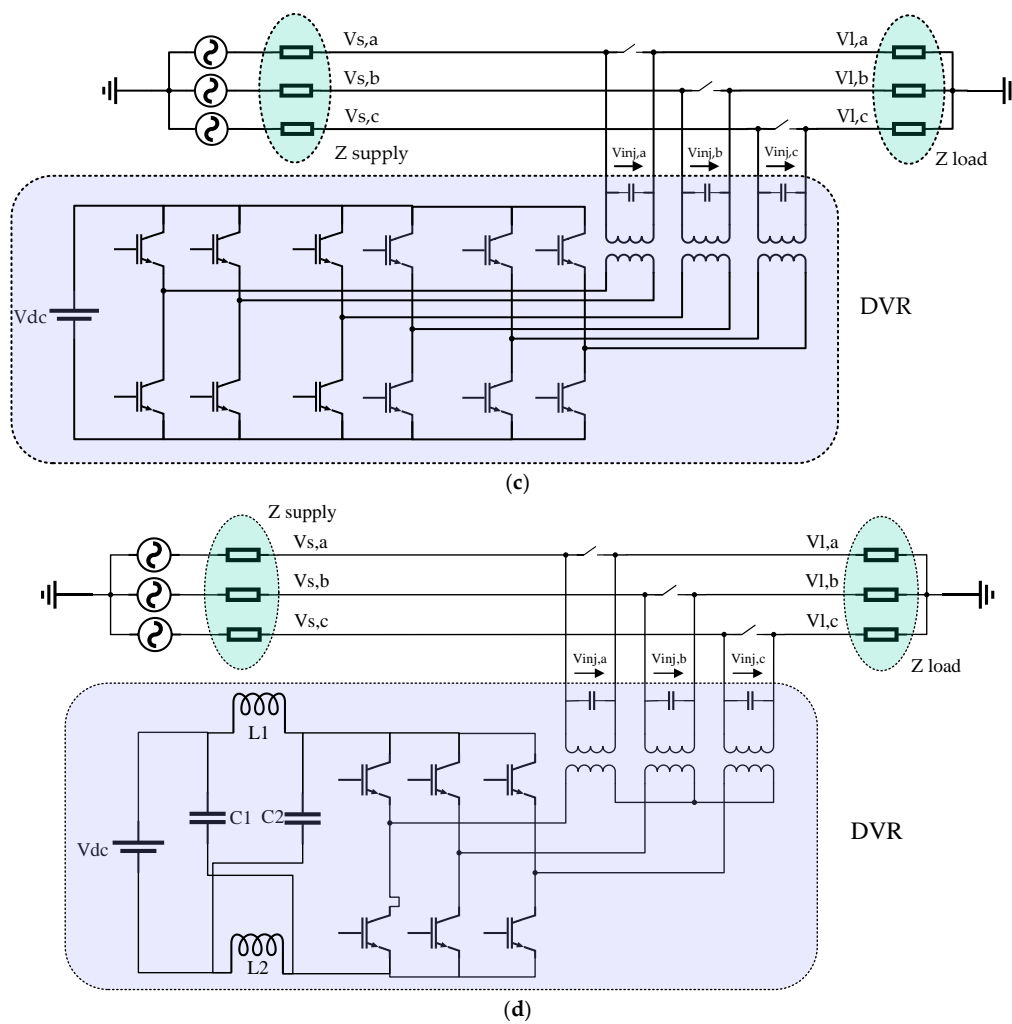 Vs,a
Vl,a
Vs,b
Vl,b
Vs,c
Vl,c
Z supply
Vinj,a
Vinj,b
Vinj,c
Z load
Vdc
DVR
(c)
Z supply
Vs,a
Vl,a
Vs,b
Vl,b
Vs,c
Vl,c
Vinj,a
Vinj,b
Vinj,c
Z load
L1
C1
C2
Vdc
DVR
L2
(d)